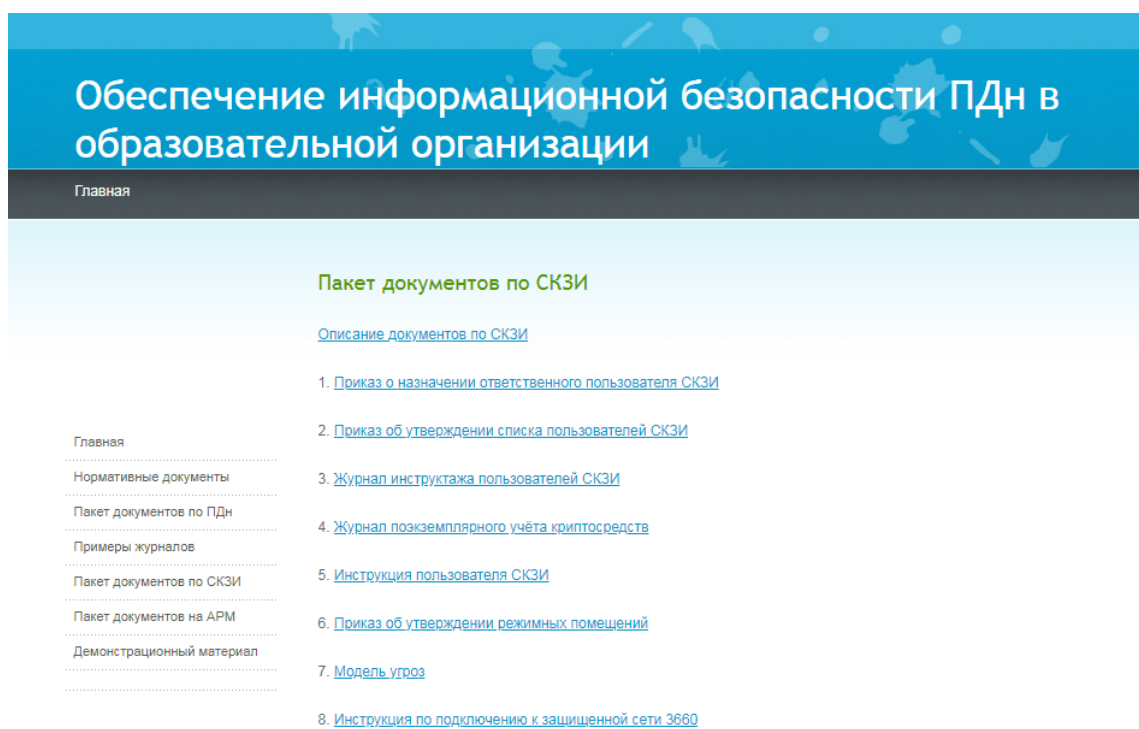 Обеспечение информационной безопасности ПДн в
образовательной организации
Главная
Пакет документов по СКЗИ
Описание документов по СКЗИ
1. Приказ о назначении ответственного пользователя СКЗИ
2. Приказ об утверждении списка пользователей СКЗИ
3. Журнал инструктажа пользователей СКЗИ
4. Журнал поэкземплярного учёта криптосредств
5. Инструкция пользователя СКЗИ
6. Приказ об утверждении режимных помещений
7. Модель угроз
8. Инструкция по подключению к защищенной сети 3660
Главная
Нормативные документы
Пакет документов по ПДн
Примеры журналов
Пакет документов по СКЗИ
Пакет документов на АРМ
Демонстрационный материал